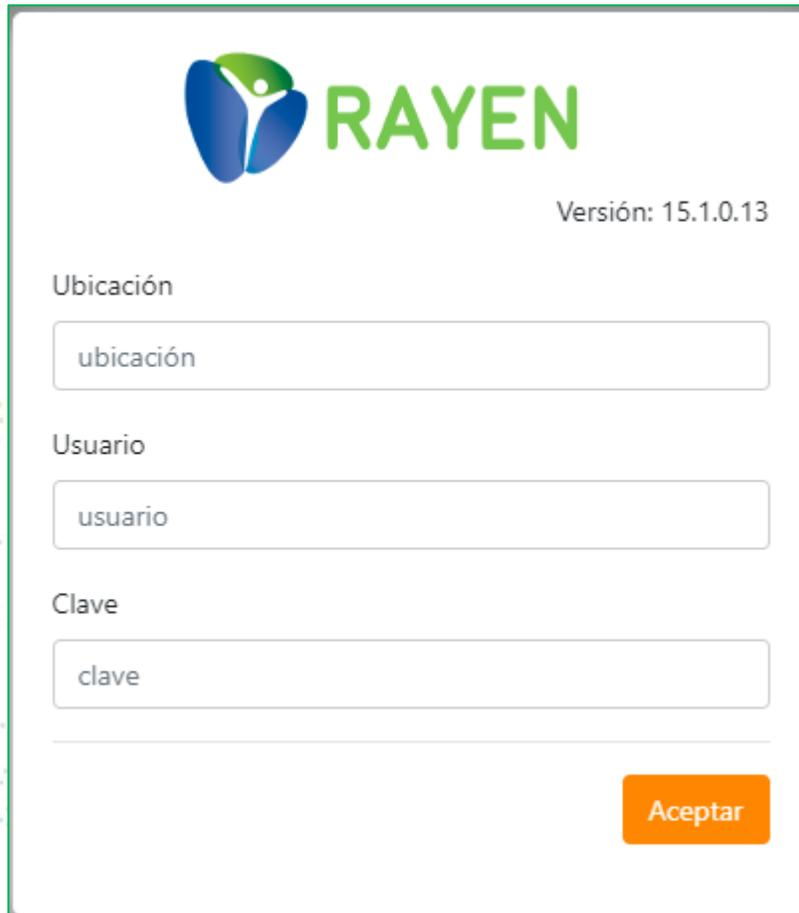 RAYEN
Versión: 15.1.0.13
Ubicación
ubicación
Usuario
usuario
Clave
clave
Aceptar